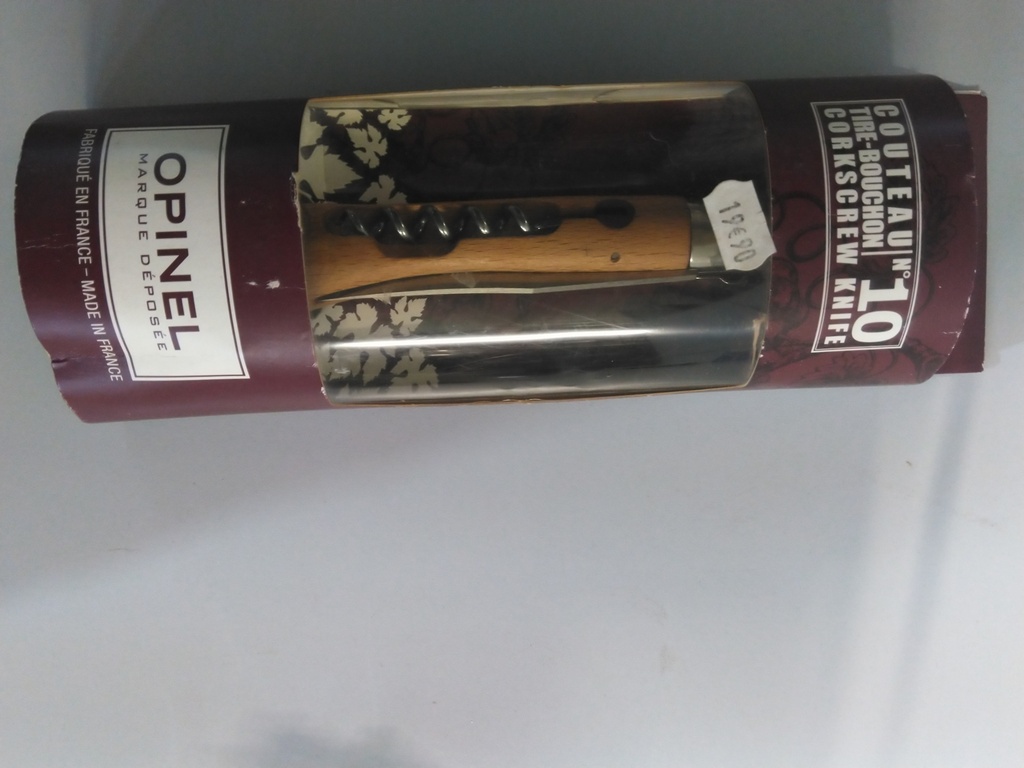 COUTEAU N° 10
TIRE-BOUCHON
CORKSCREW KNIFE
19€90
OPINEL
MARQUE DÉPOSÉE
FABRIQUÉ EN FRANCE – MADE IN FRANCE